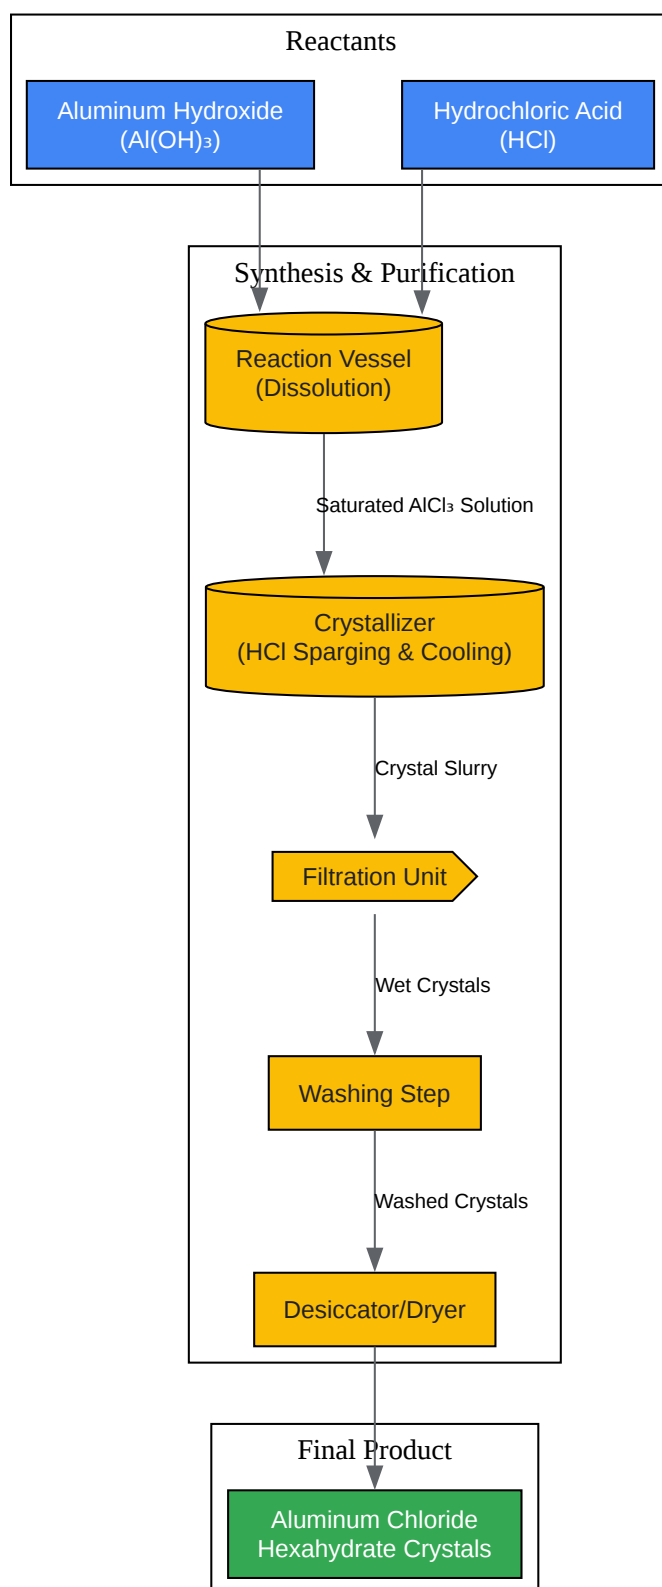 Reactants
Aluminum Hydroxide
(Al(OH)₃)
Hydrochloric Acid
(HCl)
Synthesis & Purification
Reaction Vessel
(Dissolution)
Saturated AlCl₃ Solution
Crystallizer
(HCl Sparging & Cooling)
Crystal Slurry
Filtration Unit
Wet Crystals
Washing Step
Washed Crystals
Desiccator/Dryer
Final Product
Aluminum Chloride
Hexahydrate Crystals